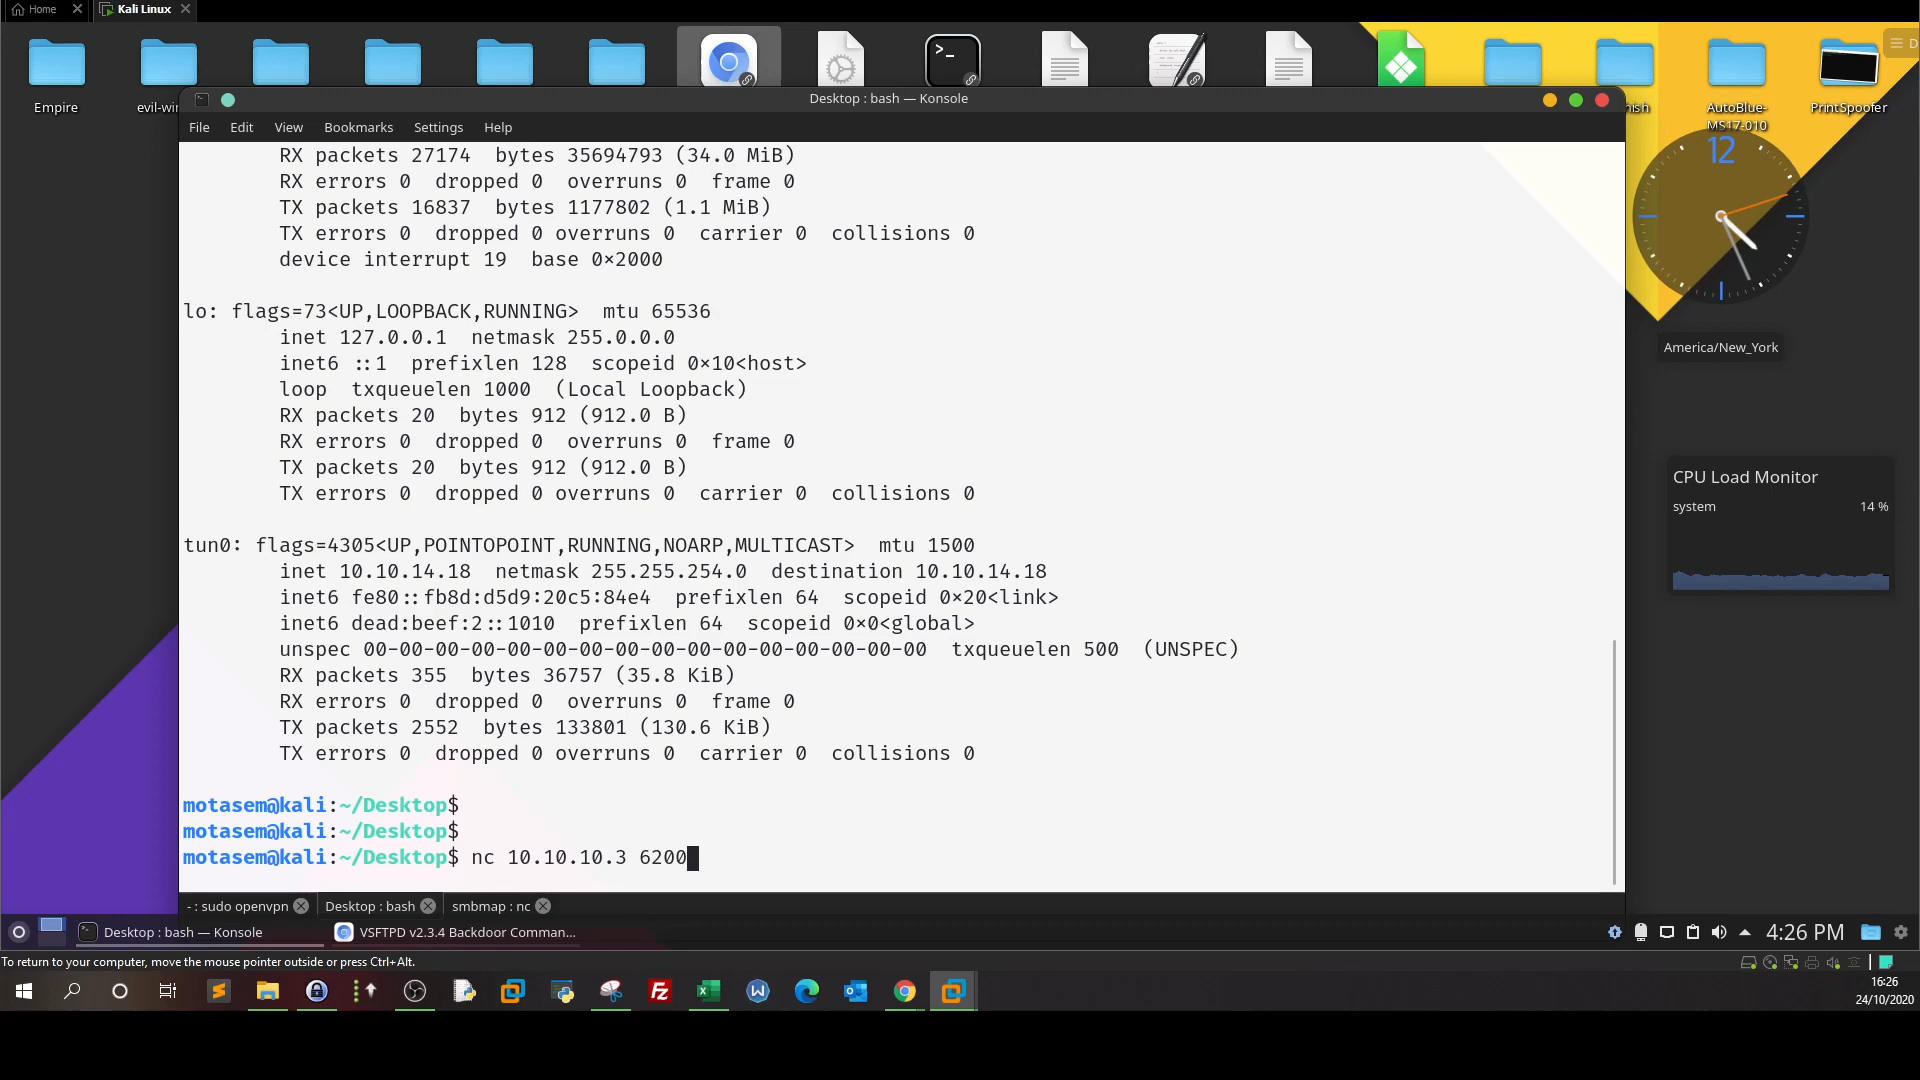 Home
Kali Linux
Empire
evil-wi
nish
AutoBlue-
MS17-010
PrintSpoofer
D
Desktop : bash — Konsole
File Edit View Bookmarks Settings Help
RX packets 27174  bytes 35694793 (34.0 MiB)
RX errors 0  dropped 0  overruns 0  frame 0
TX packets 16837  bytes 1177802 (1.1 MiB)
TX errors 0  dropped 0 overruns 0  carrier 0  collisions 0
device interrupt 19  base 0×2000
lo: flags=73<UP,LOOPBACK,RUNNING>  mtu 65536
inet 127.0.0.1  netmask 255.0.0.0
inet6 ::1  prefixlen 128  scopeid 0×10<host>
loop  txqueuelen 1000  (Local Loopback)
RX packets 20  bytes 912 (912.0 B)
RX errors 0  dropped 0  overruns 0  frame 0
TX packets 20  bytes 912 (912.0 B)
TX errors 0  dropped 0 overruns 0  carrier 0  collisions 0
tun0: flags=4305<UP,POINTOPOINT,RUNNING,NOARP,MULTICAST>  mtu 1500
inet 10.10.14.18  netmask 255.255.254.0  destination 10.10.14.18
inet6 fe80::fb8d:d5d9:20c5:84e4  prefixlen 64  scopeid 0×20<link>
inet6 dead:beef:2::1010  prefixlen 64  scopeid 0×0<global>
unspec 00-00-00-00-00-00-00-00-00-00-00-00-00-00-00-00  txqueuelen 500  (UNSPEC)
RX packets 355  bytes 36757 (35.8 KiB)
RX errors 0  dropped 0  overruns 0  frame 0
TX packets 2552  bytes 133801 (130.6 KiB)
TX errors 0  dropped 0 overruns 0  carrier 0  collisions 0
motasem@kali:~/Desktop$
motasem@kali:~/Desktop$
motasem@kali:~/Desktop$ nc 10.10.10.3 6200
12
America/New_York
CPU Load Monitor
system 14 %
- : sudo openvpn
Desktop : bash
smbmap : nc
Desktop : bash — Konsole
VSFTPD v2.3.4 Backdoor Comman...
4:26 PM
To return to your computer, move the mouse pointer outside or press Ctrl+Alt.
16:26
24/10/2020